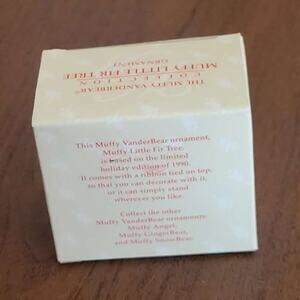 THE MUFFY VANDERBEAR®
COLLECTION
MUFFY LITTLE FIR TREE
ORNAMENT
This Muffy VanderBear ornament,
Muffy Little Fir Tree,
is based on the limited
holiday edition of 1990.
It comes with a ribbon tied on top,
so that you can decorate with it,
or it can simply stand
wherever you like.
Collect the other
Muffy VanderBear ornaments:
Muffy Angel,
Muffy GingerBear,
and Muffy SnowBear.